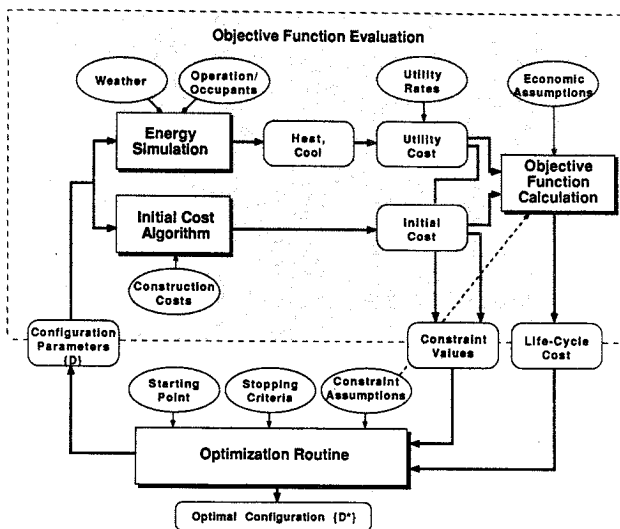 Objective Function Evaluation
Weather
Operation/
Occupants
Utility
Rates
Economic
Assumptions
Energy
Simulation
Heat,
Cool
Utility
Cost
Objective
Function
Calculation
Initial Cost
Algorithm
Initial
Cost
Construction
Costs
Configuration
Parameters
{D}
Constraint
Values
Life-Cycle
Cost
Starting
Point
Stopping
Criteria
Constraint
Assumptions
Optimization Routine
Optimal Configuration {D*}